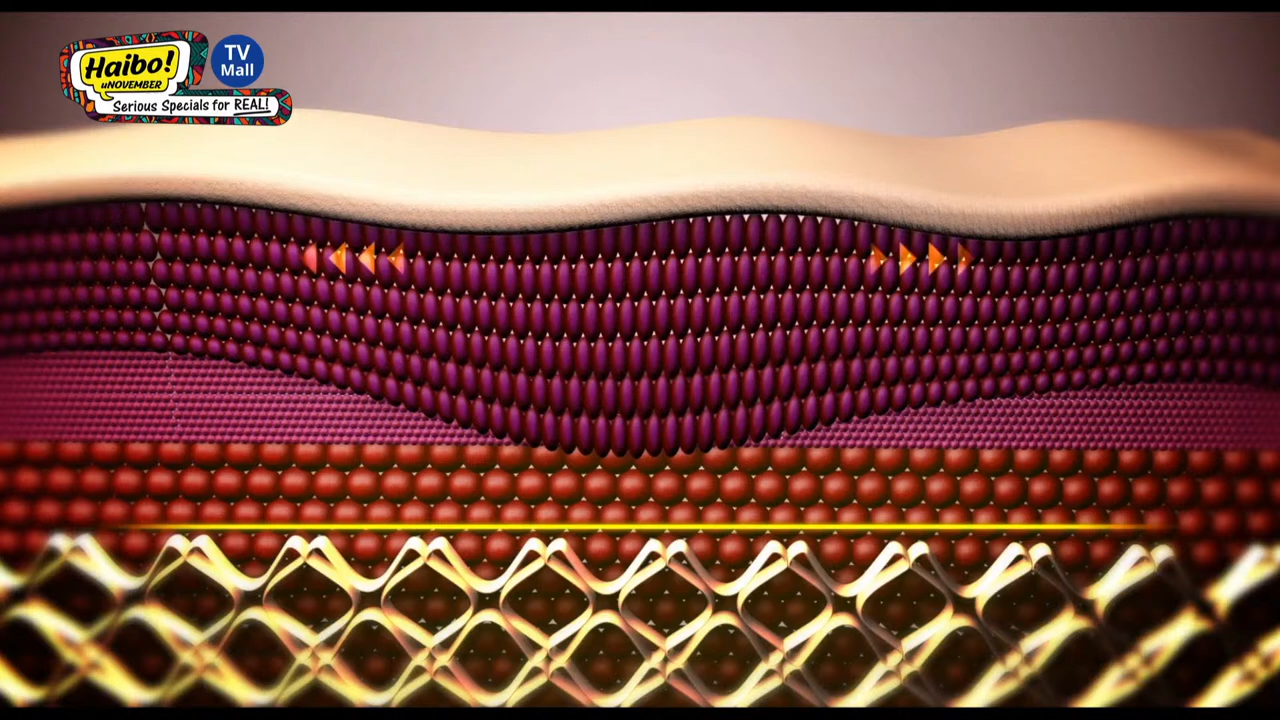 Haibo!
uNOVEMBER
Serious Specials for REAL!
TV
Mall